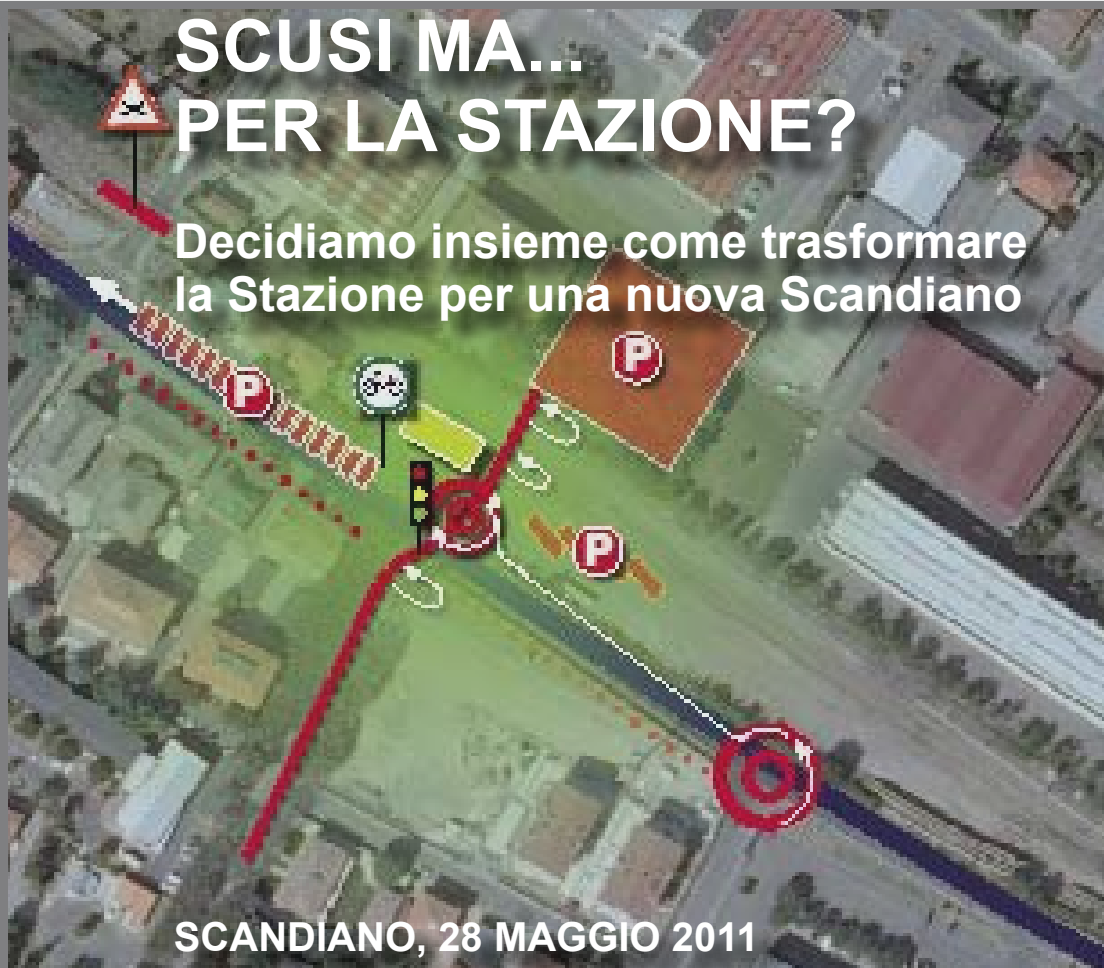 SCUSI MA...
PER LA STAZIONE?
Decidiamo insieme come trasformare
la Stazione per una nuova Scandiano
P
P
P
SCANDIANO, 28 MAGGIO 2011